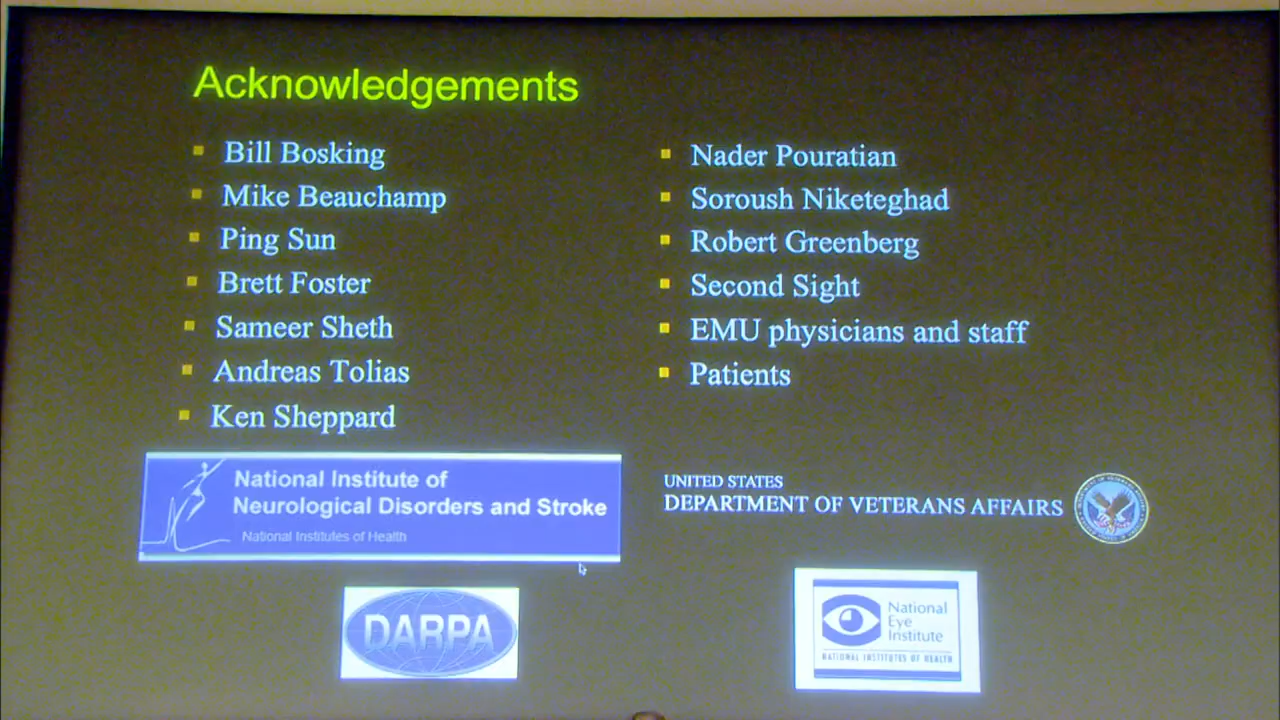 Acknowledgements
Bill Bosking
Mike Beauchamp
Ping Sun
Brett Foster
Sameer Sheth
Andreas Tolias
Ken Sheppard
Nader Pouratian
Soroush Niketeghad
Robert Greenberg
Second Sight
EMU physicians and staff
Patients
National Institute of
Neurological Disorders and Stroke
National Institutes of Health
UNITED STATES
DEPARTMENT OF VETERANS AFFAIRS
DARPA
National
Eye
Institute
NATIONAL INSTITUTES OF HEALTH